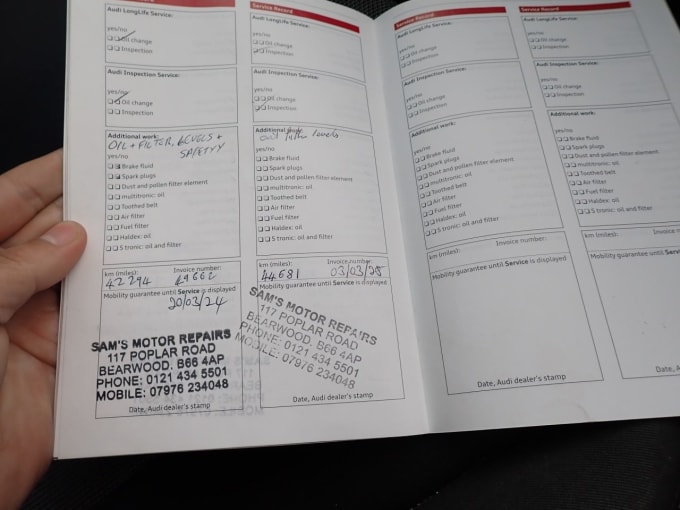 Service Record
Audi LongLife Service:
yes/no
Oil change
Inspection
Audi Inspection Service:
yes/no
Oil change
Inspection
Additional work:
OIL + FILTER, LEVELS +
SAFETY
yes/no
Brake fluid
Spark plugs
Dust and pollen filter element
multitronic: oil
Toothed belt
Air filter
Fuel filter
Haldex: oil
S tronic: oil and filter
km (miles): Invoice number:
42294
Mobility guarantee until Service is displayed
20/03/24
SAM'S MOTOR REPAIRS
117 POPLAR ROAD
BEARWOOD. B66 4AP
PHONE: 0121 434 5501
MOBILE: 07976 234048
Date, Audi dealer's stamp
Service Record
Audi LongLife Service:
yes/no
Oil change
Inspection
Audi Inspection Service:
yes/no
Oil change
Inspection
Additional work:
yes/no
Brake fluid
Spark plugs
Dust and pollen filter element
multitronic: oil
Toothed belt
Air filter
Fuel filter
Haldex: oil
S tronic: oil and filter
km (miles): Invoice number:
44681 03/03/25
Mobility guarantee until Service is displayed
SAM'S MOTOR REPAIRS
117 POPLAR ROAD
BEARWOOD. B66 4AP
PHONE: 0121 434 5501
MOBILE: 07976 234048
Date, Audi dealer's stamp
Service Record
Audi LongLife Service:
yes/no
Oil change
Inspection
Audi Inspection Service:
yes/no
Oil change
Inspection
Additional work:
yes/no
Brake fluid
Spark plugs
Dust and pollen filter element
multitronic: oil
Toothed belt
Air filter
Fuel filter
Haldex: oil
S tronic: oil and filter
km (miles): Invoice number:
Mobility guarantee until Service is displayed
Date, Audi dealer's stamp
Service Record
Audi LongLife Service:
yes/no
Oil change
Inspection
Audi Inspection Service:
yes/no
Oil change
Inspection
Additional work:
yes/no
Brake fluid
Spark plugs
Dust and pollen filter element
multitronic: oil
Toothed belt
Air filter
Fuel filter
Haldex: oil
S tronic: oil and filter
km (miles): Invoice
Mobility guarantee until Serv
Date, Au